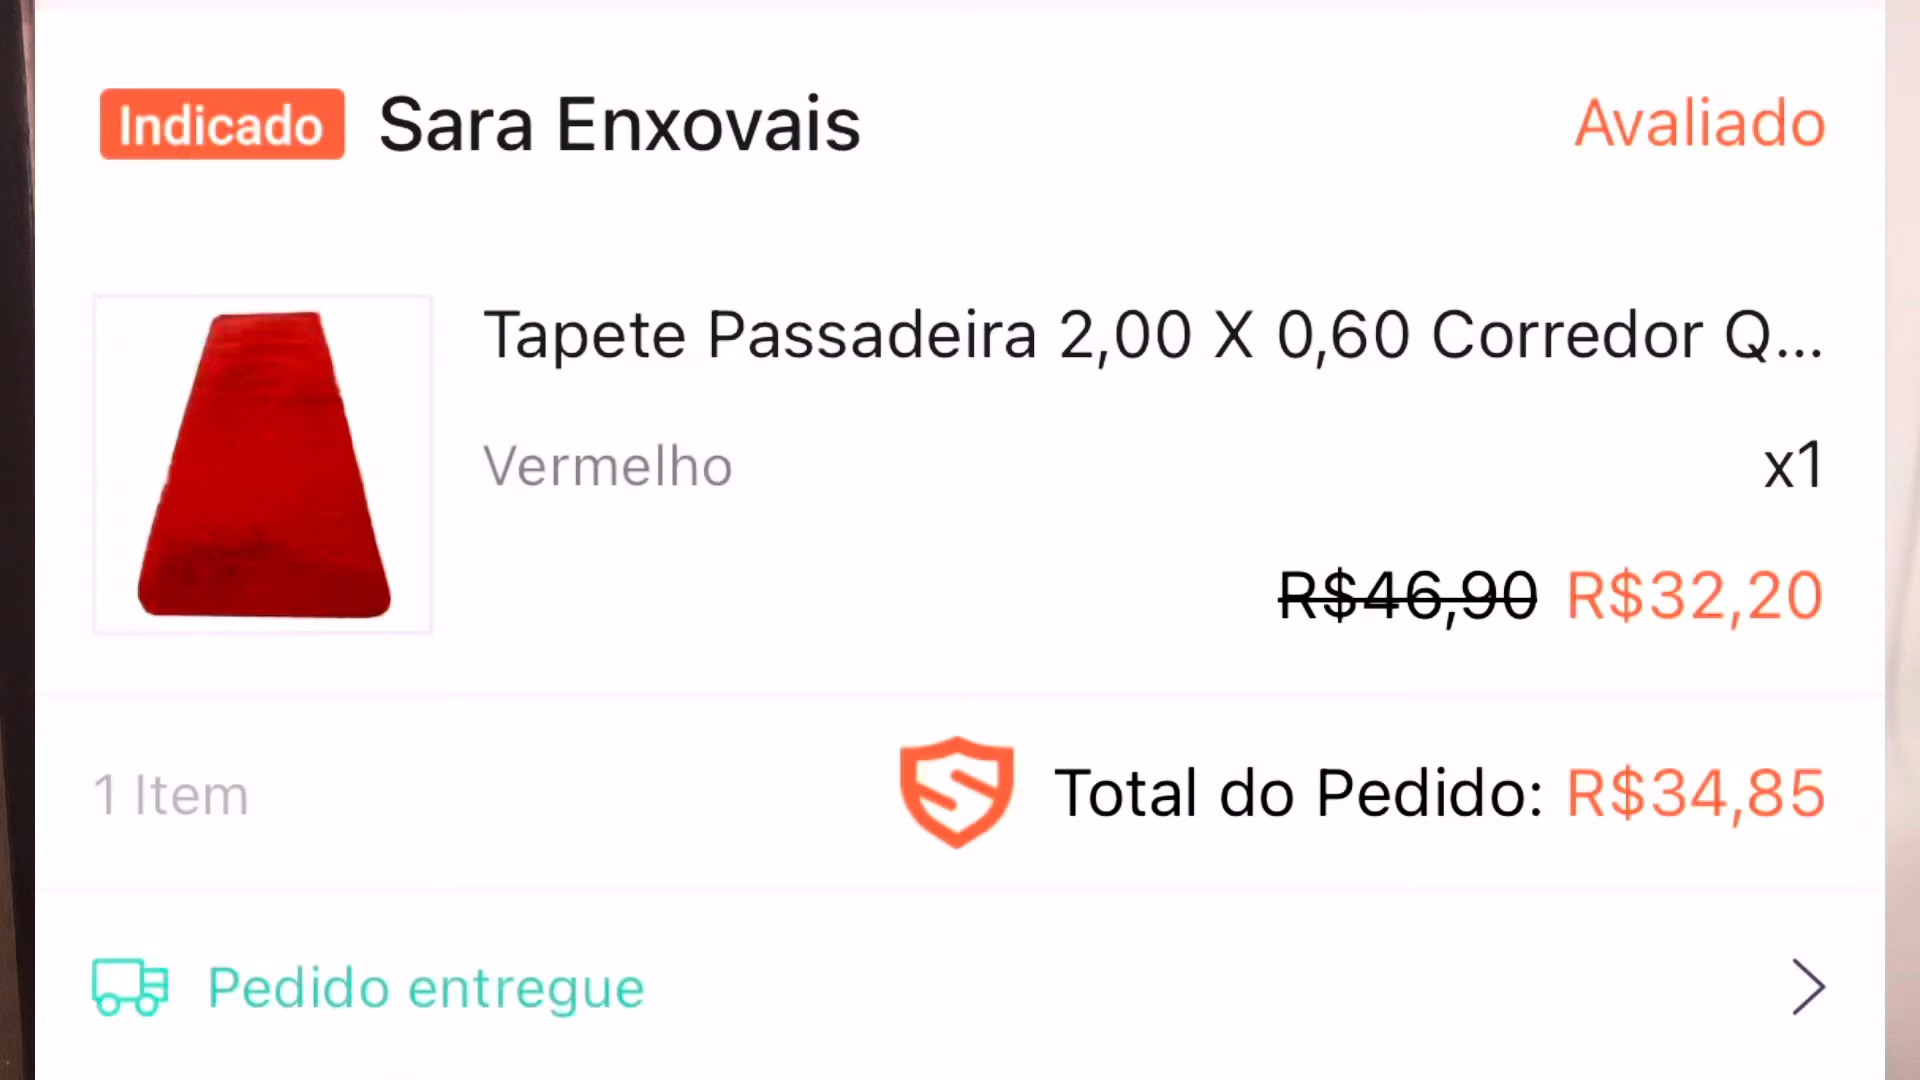 Indicado Sara Enxovais Avaliado
Tapete Passadeira 2,00 X 0,60 Corredor Q...
Vermelho x1
R$46,90 R$32,20
1 Item Total do Pedido: R$34,85
Pedido entregue